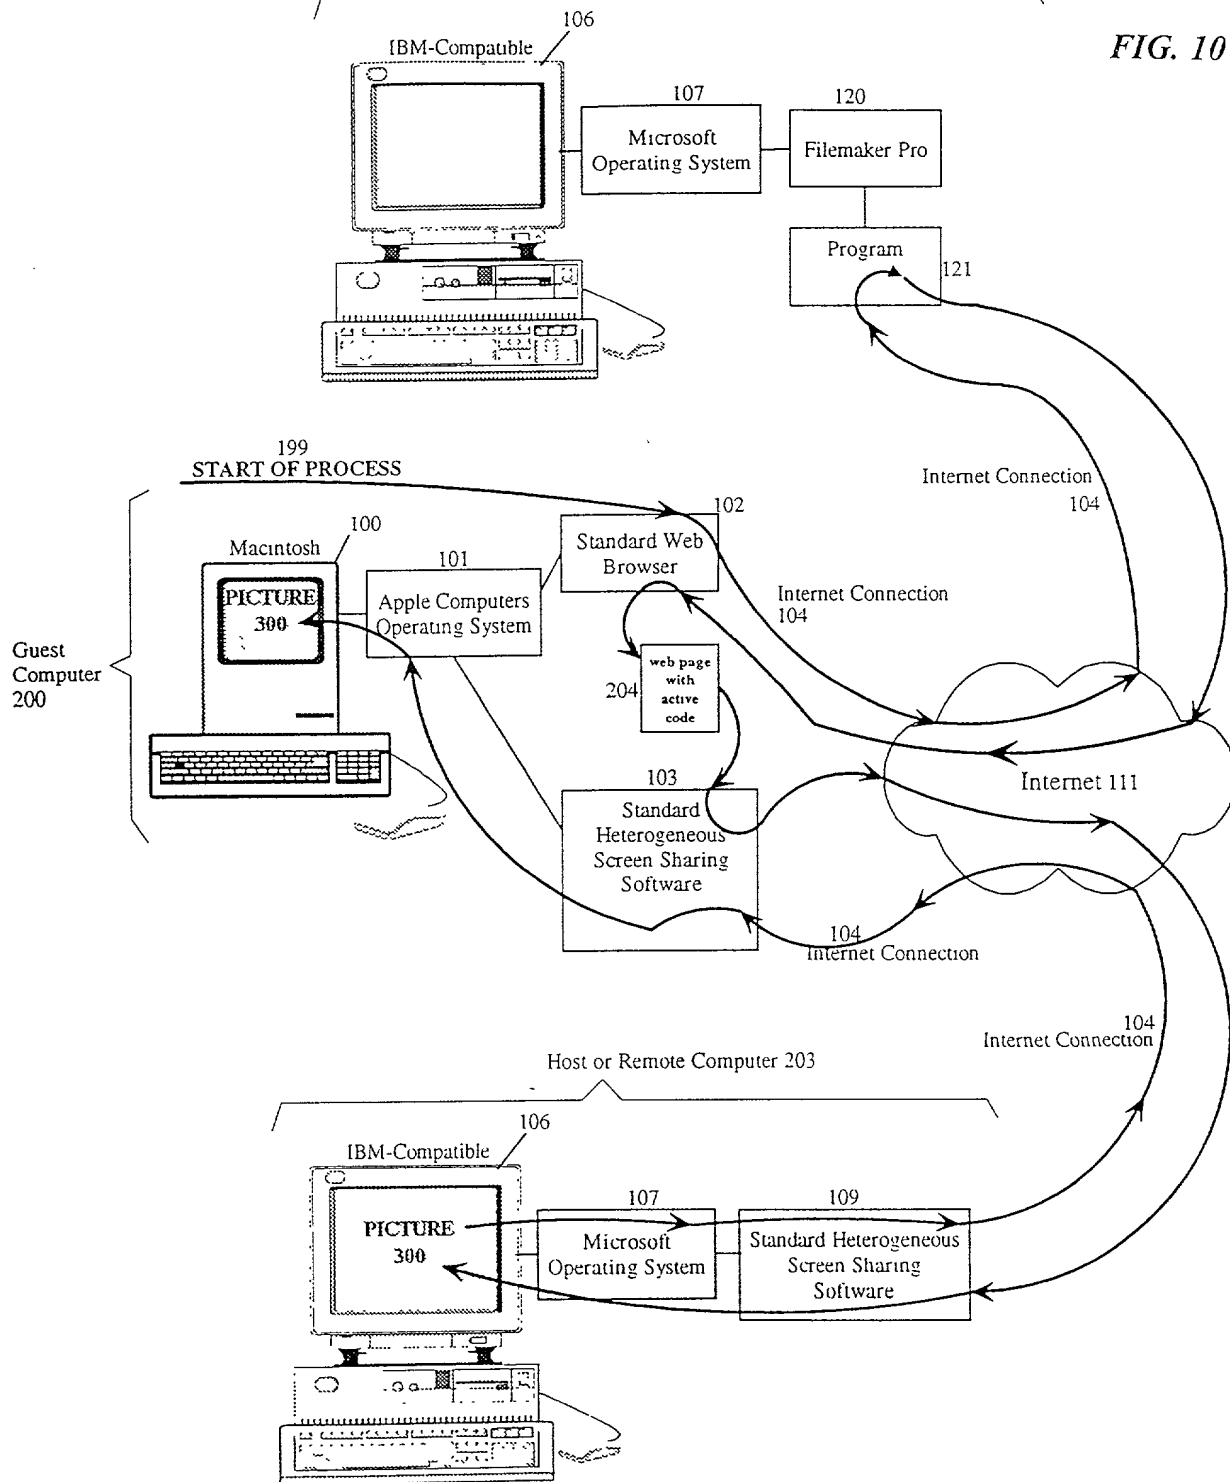 FIG. 10
106
IBM-Compatible
107
120
Microsoft
Operating System
Filemaker Pro
Program
121
199
START OF PROCESS
Internet Connection
104
102
100
Macintosh
101
Standard Web
Browser
PICTURE
300
Apple Computers
Operating System
Internet Connection
104
Guest
Computer
200
204
web page
with
active
code
103
Internet 111
Standard
Heterogeneous
Screen Sharing
Software
104
Internet Connection
104
Internet Connection
Host or Remote Computer 203
106
IBM-Compatible
107
109
PICTURE
300
Microsoft
Operating System
Standard Heterogeneous
Screen Sharing
Software